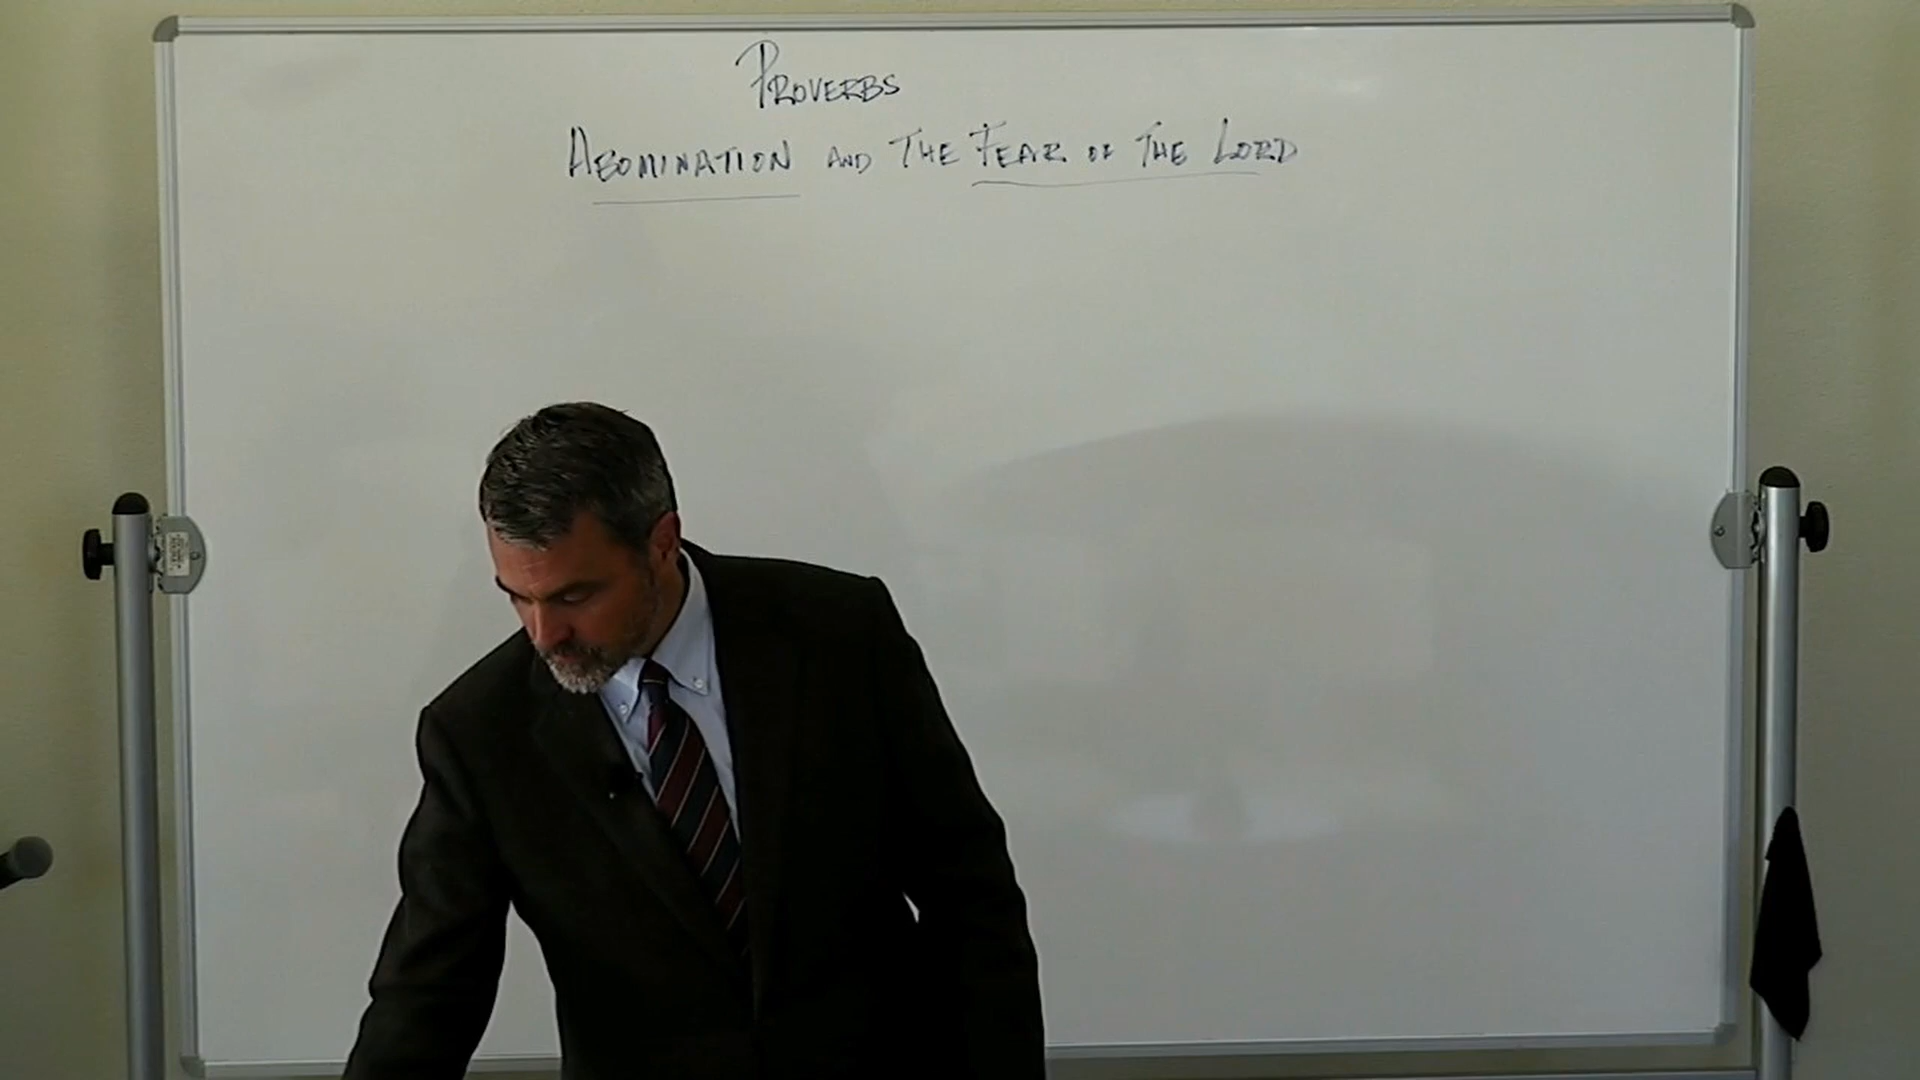 PROVERBS
ABOMINATION AND THE FEAR OF THE LORD